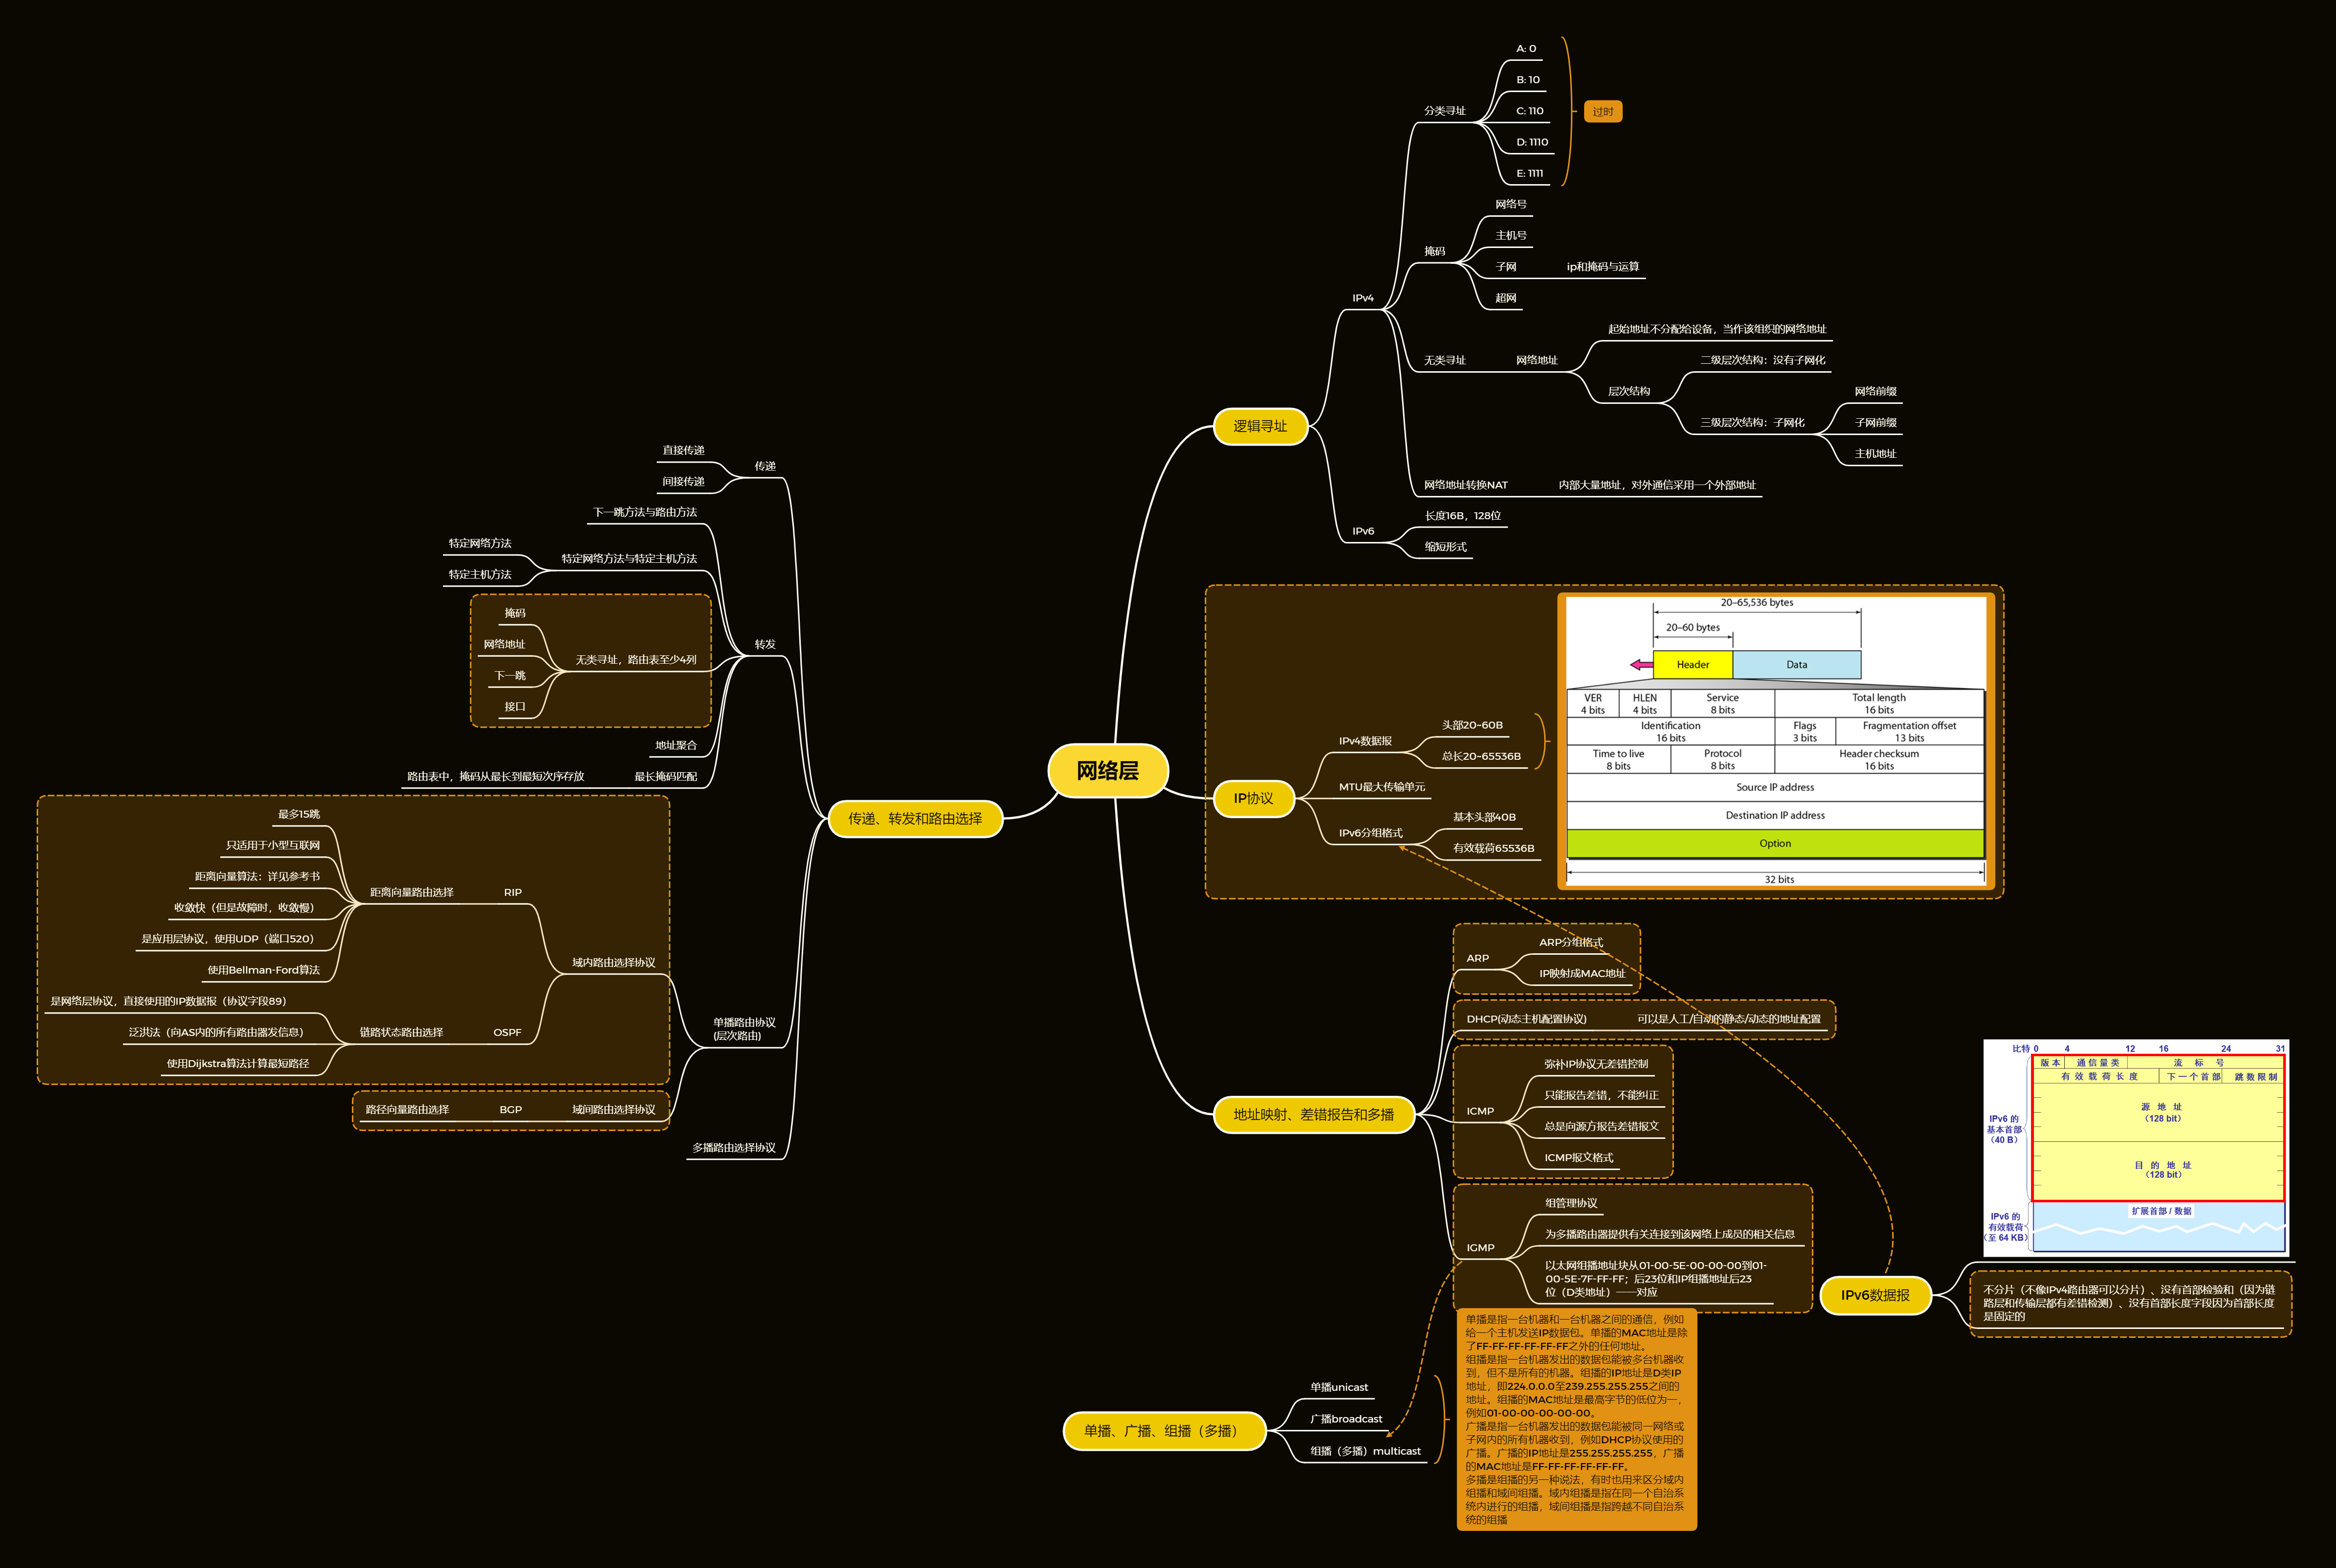 网络层
逻辑寻址
IPv4
分类寻址
A: 0
B: 10
C: 110
D: 1110
E: 1111
过时
掩码
网络号
主机号
子网
ip和掩码与运算
超网
无类寻址
网络地址
起始地址不分配给设备，当作该组织的网络地址
层次结构
二级层次结构：没有子网化
三级层次结构：子网化
网络前缀
子网前缀
主机地址
网络地址转换NAT
内部大量地址，对外通信采用一个外部地址
IPv6
长度16B，128位
缩短形式
IP协议
IPv4数据报
头部20~60B
总长20~65536B
20–65,536 bytes
20–60 bytes
Header
Data
VER
4 bits
HLEN
4 bits
Service
8 bits
Total length
16 bits
Identification
16 bits
Flags
3 bits
Fragmentation offset
13 bits
Time to live
8 bits
Protocol
8 bits
Header checksum
16 bits
Source IP address
Destination IP address
Option
32 bits
MTU最大传输单元
IPv6分组格式
基本头部40B
有效载荷65536B
地址映射、差错报告和多播
ARP
ARP分组格式
IP映射成MAC地址
DHCP(动态主机配置协议)
可以是人工/自动的静态/动态的地址配置
ICMP
弥补IP协议无差错控制
只能报告差错，不能纠正
总是向源方报告差错报文
ICMP报文格式
IGMP
组管理协议
为多播路由器提供有关连接到该网络上成员的相关信息
以太网组播地址块从01-00-5E-00-00-00到01-
00-5E-7F-FF-FF；后23位和IP组播地址后23
位（D类地址）一一对应
传递、转发和路由选择
传递
直接传递
间接传递
转发
下一跳方法与路由方法
特定网络方法与特定主机方法
特定网络方法
特定主机方法
无类寻址，路由表至少4列
掩码
网络地址
下一跳
接口
地址聚合
最长掩码匹配
路由表中，掩码从最长到最短次序存放
单播路由协议
(层次路由)
域内路由选择协议
RIP
距离向量路由选择
最多15跳
只适用于小型互联网
距离向量算法：详见参考书
收敛快（但是故障时，收敛慢）
是应用层协议，使用UDP（端口520）
使用Bellman-Ford算法
OSPF
链路状态路由选择
是网络层协议，直接使用的IP数据报（协议字段89）
泛洪法（向AS内的所有路由器发信息）
使用Dijkstra算法计算最短路径
域间路由选择协议
BGP
路径向量路由选择
多播路由选择协议
单播、广播、组播（多播）
单播unicast
广播broadcast
组播（多播）multicast
单播是指一台机器和一台机器之间的通信，例如
给一个主机发送IP数据包。单播的MAC地址是除
了FF-FF-FF-FF-FF-FF之外的任何地址。
组播是指一台机器发出的数据包能被多台机器收
到，但不是所有的机器。组播的IP地址是D类IP
地址，即224.0.0.0至239.255.255.255之间的
地址。组播的MAC地址是最高字节的低位为一，
例如01-00-00-00-00-00。
广播是指一台机器发出的数据包能被同一网络或
子网内的所有机器收到，例如DHCP协议使用的
广播。广播的IP地址是255.255.255.255，广播
的MAC地址是FF-FF-FF-FF-FF-FF。
多播是组播的另一种说法，有时也用来区分域内
组播和域间组播。域内组播是指在同一个自治系
统内进行的组播，域间组播是指跨越不同自治系
统的组播
IPv6数据报
比特 0 4 12 16 24 31
版本 通信量类 流 标 号
有 效 载 荷 长 度 下一个首部 跳数限制
源 地 址
（128 bit）
目 的 地 址
（128 bit）
IPv6 的
基本首部
（40 B）
扩展首部 / 数据
IPv6 的
有效载荷
（至 64 KB）
不分片（不像IPv4路由器可以分片）、没有首部检验和（因为链
路层和传输层都有差错检测）、没有首部长度字段因为首部长度
是固定的